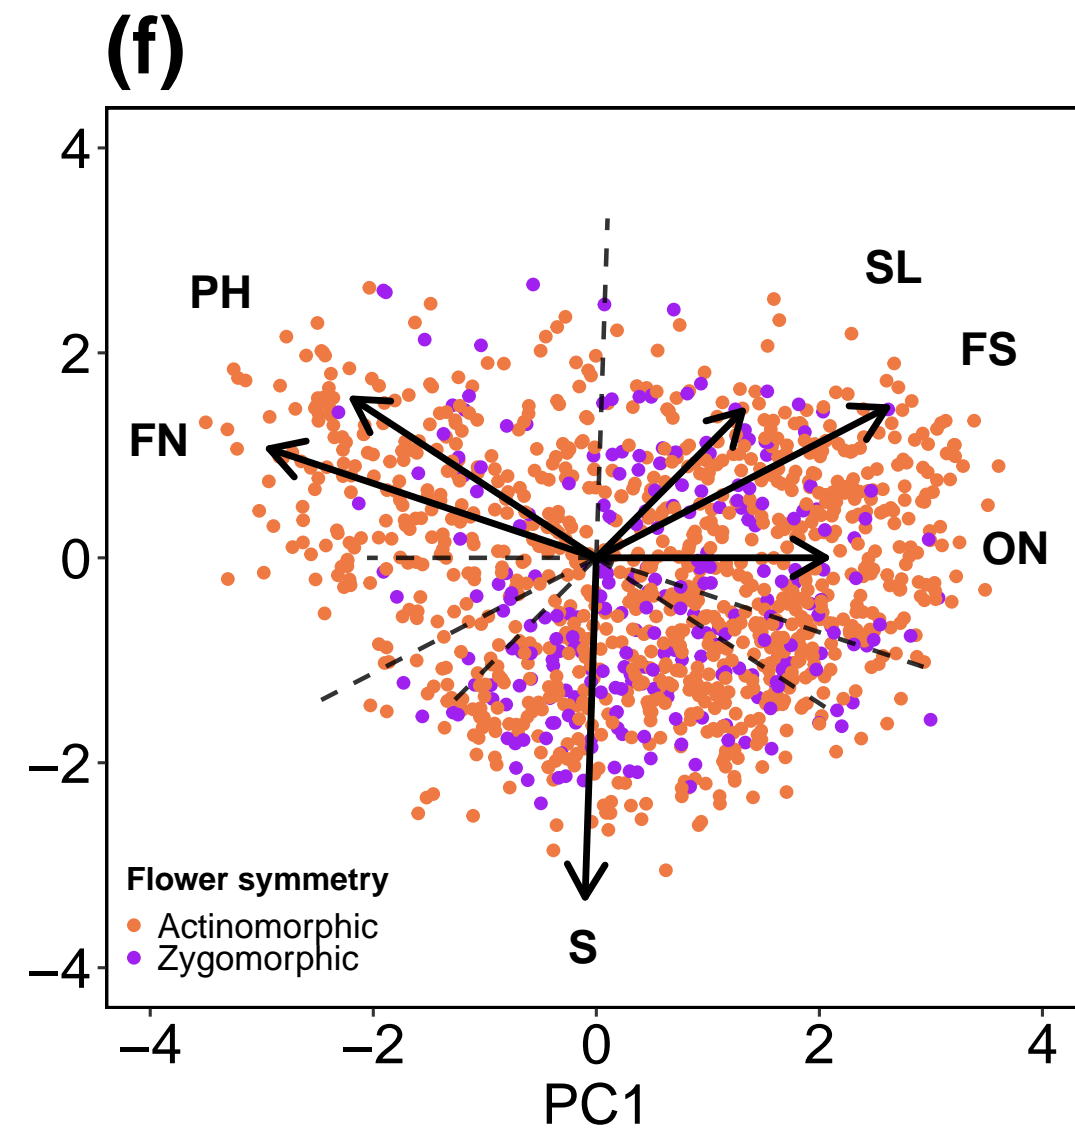 (f)
4
2
0
−2
−4
PH
FN
SL
FS
ON
S
Flower symmetry
Actinomorphic
Zygomorphic
−4 −2 0 2 4
PC1